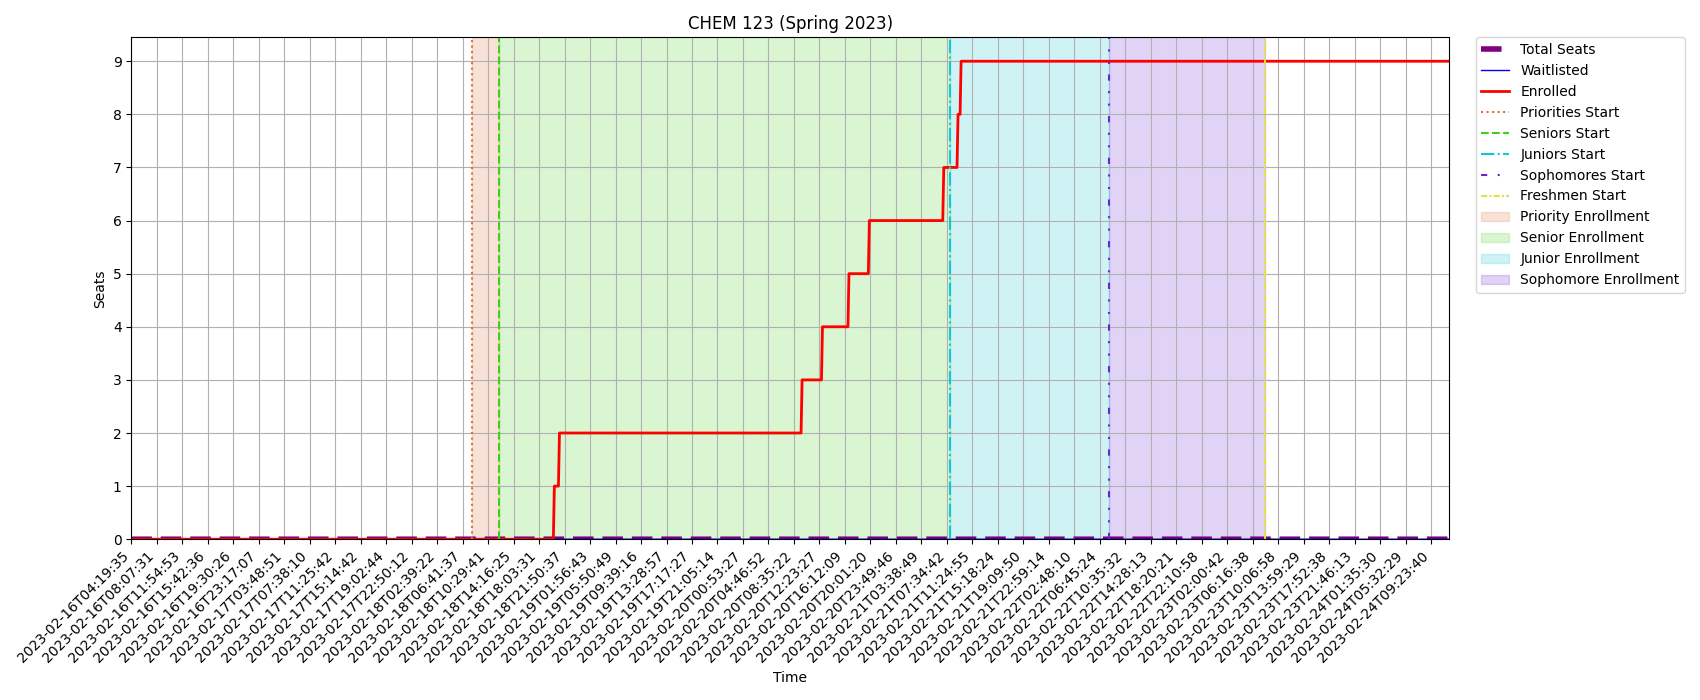 CHEM 123 (Spring 2023)
Seats
9
8
7
6
5
4
3
2
1
0
2023-02-16T04:19:35
2023-02-16T08:07:31
2023-02-16T11:54:53
2023-02-16T15:42:36
2023-02-16T19:30:26
2023-02-16T23:17:07
2023-02-17T03:48:51
2023-02-17T07:38:10
2023-02-17T11:25:42
2023-02-17T15:14:42
2023-02-17T19:02:44
2023-02-17T22:50:12
2023-02-18T02:39:22
2023-02-18T06:41:37
2023-02-18T10:29:41
2023-02-18T14:16:25
2023-02-18T18:03:31
2023-02-18T21:50:37
2023-02-19T01:56:43
2023-02-19T05:50:49
2023-02-19T09:39:16
2023-02-19T13:28:57
2023-02-19T17:17:27
2023-02-19T21:05:14
2023-02-20T00:53:27
2023-02-20T04:46:52
2023-02-20T08:35:22
2023-02-20T12:23:27
2023-02-20T16:12:09
2023-02-20T20:01:20
2023-02-20T23:49:46
2023-02-21T03:38:49
2023-02-21T07:34:42
2023-02-21T11:24:55
2023-02-21T15:18:24
2023-02-21T19:09:50
2023-02-21T22:59:14
2023-02-22T02:48:10
2023-02-22T06:45:24
2023-02-22T10:35:32
2023-02-22T14:28:13
2023-02-22T18:20:21
2023-02-22T22:10:58
2023-02-23T02:00:42
2023-02-23T06:16:38
2023-02-23T10:06:58
2023-02-23T13:59:29
2023-02-23T17:52:38
2023-02-23T21:46:13
2023-02-24T01:35:30
2023-02-24T05:32:29
2023-02-24T09:23:40
Time
Total Seats
Waitlisted
Enrolled
Priorities Start
Seniors Start
Juniors Start
Sophomores Start
Freshmen Start
Priority Enrollment
Senior Enrollment
Junior Enrollment
Sophomore Enrollment